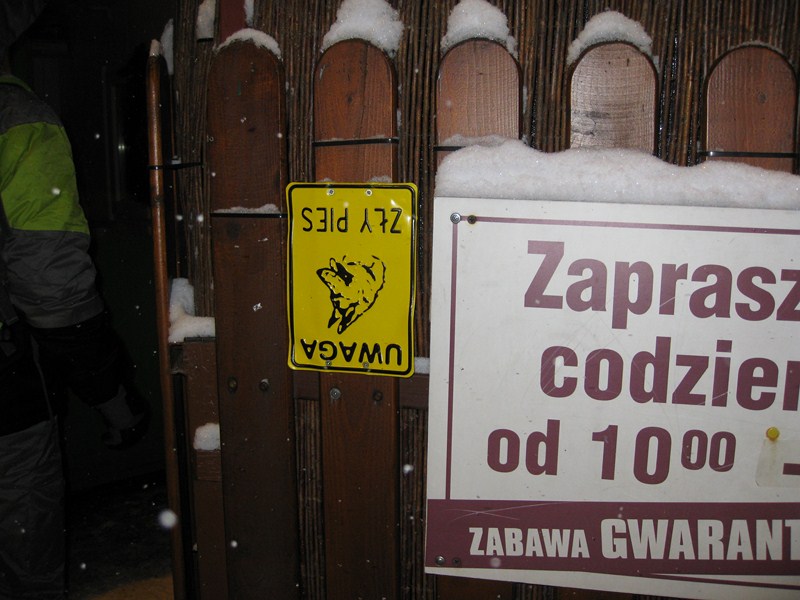 UWAGA
ZŁY PIES
Zaprasz
codzien
od 10⁰⁰ -
ZABAWA GWARANT